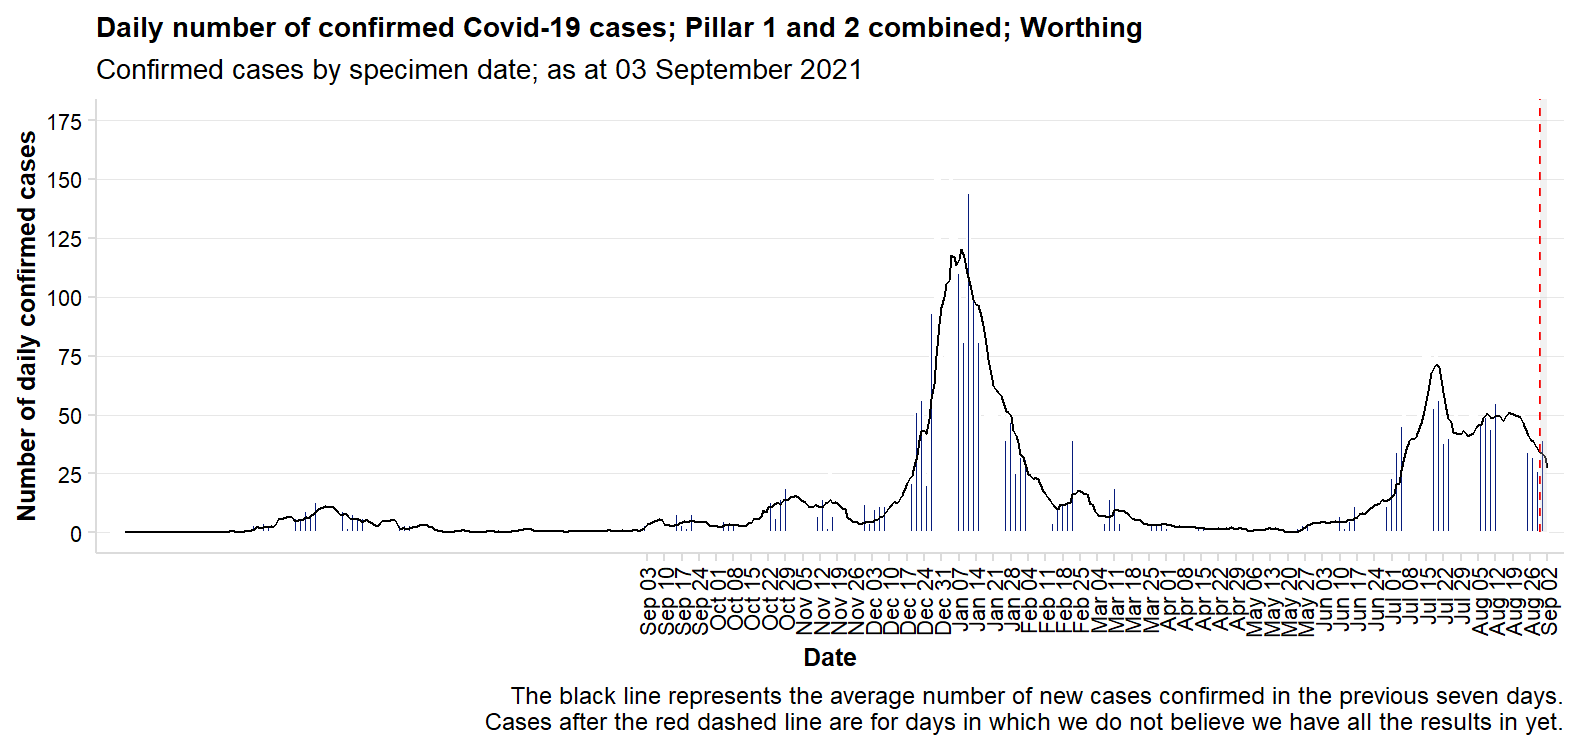 Daily number of confirmed Covid-19 cases; Pillar 1 and 2 combined; Worthing
Confirmed cases by specimen date; as at 03 September 2021
Number of daily confirmed cases
175
150
125
100
75
50
25
0
Sep 03
Sep 10
Sep 17
Sep 24
Oct 01
Oct 08
Oct 15
Oct 22
Oct 29
Nov 05
Nov 12
Nov 19
Nov 26
Dec 03
Dec 10
Dec 17
Dec 24
Dec 31
Jan 07
Jan 14
Jan 21
Jan 28
Feb 04
Feb 11
Feb 18
Feb 25
Mar 04
Mar 11
Mar 18
Mar 25
Apr 01
Apr 08
Apr 15
Apr 22
Apr 29
May 06
May 13
May 20
May 27
Jun 03
Jun 10
Jun 17
Jun 24
Jul 01
Jul 08
Jul 15
Jul 22
Jul 29
Aug 05
Aug 12
Aug 19
Aug 26
Sep 02
Date
The black line represents the average number of new cases confirmed in the previous seven days.
Cases after the red dashed line are for days in which we do not believe we have all the results in yet.